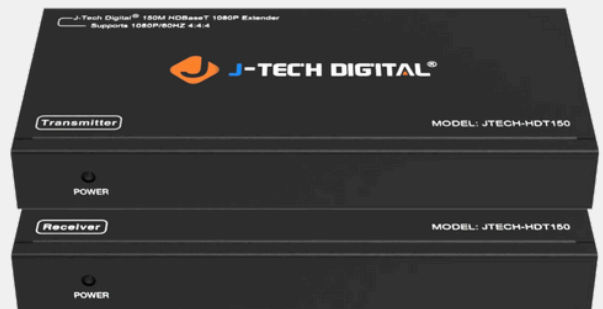 J-Tech Digital® 150M HDBaseT 1080P Extender
Supports 1080P/60HZ 4:4:4
J-TECH DIGITAL®
Transmitter
MODEL: JTECH-HDT150
POWER
Receiver
MODEL: JTECH-HDT150
POWER